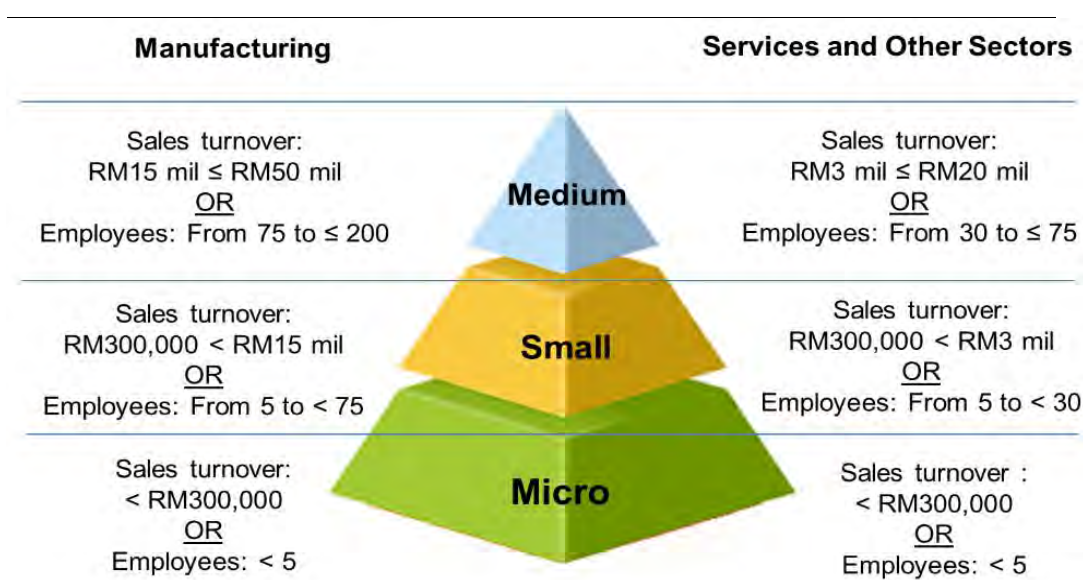 Manufacturing
Services and Other Sectors
Sales turnover:
RM15 mil ≤ RM50 mil
OR
Employees: From 75 to ≤ 200
Medium
Sales turnover:
RM3 mil ≤ RM20 mil
OR
Employees: From 30 to ≤ 75
Sales turnover:
RM300,000 < RM15 mil
OR
Employees: From 5 to < 75
Small
Sales turnover:
RM300,000 < RM3 mil
OR
Employees: From 5 to < 30
Sales turnover:
< RM300,000
OR
Employees: < 5
Micro
Sales turnover :
< RM300,000
OR
Employees: < 5